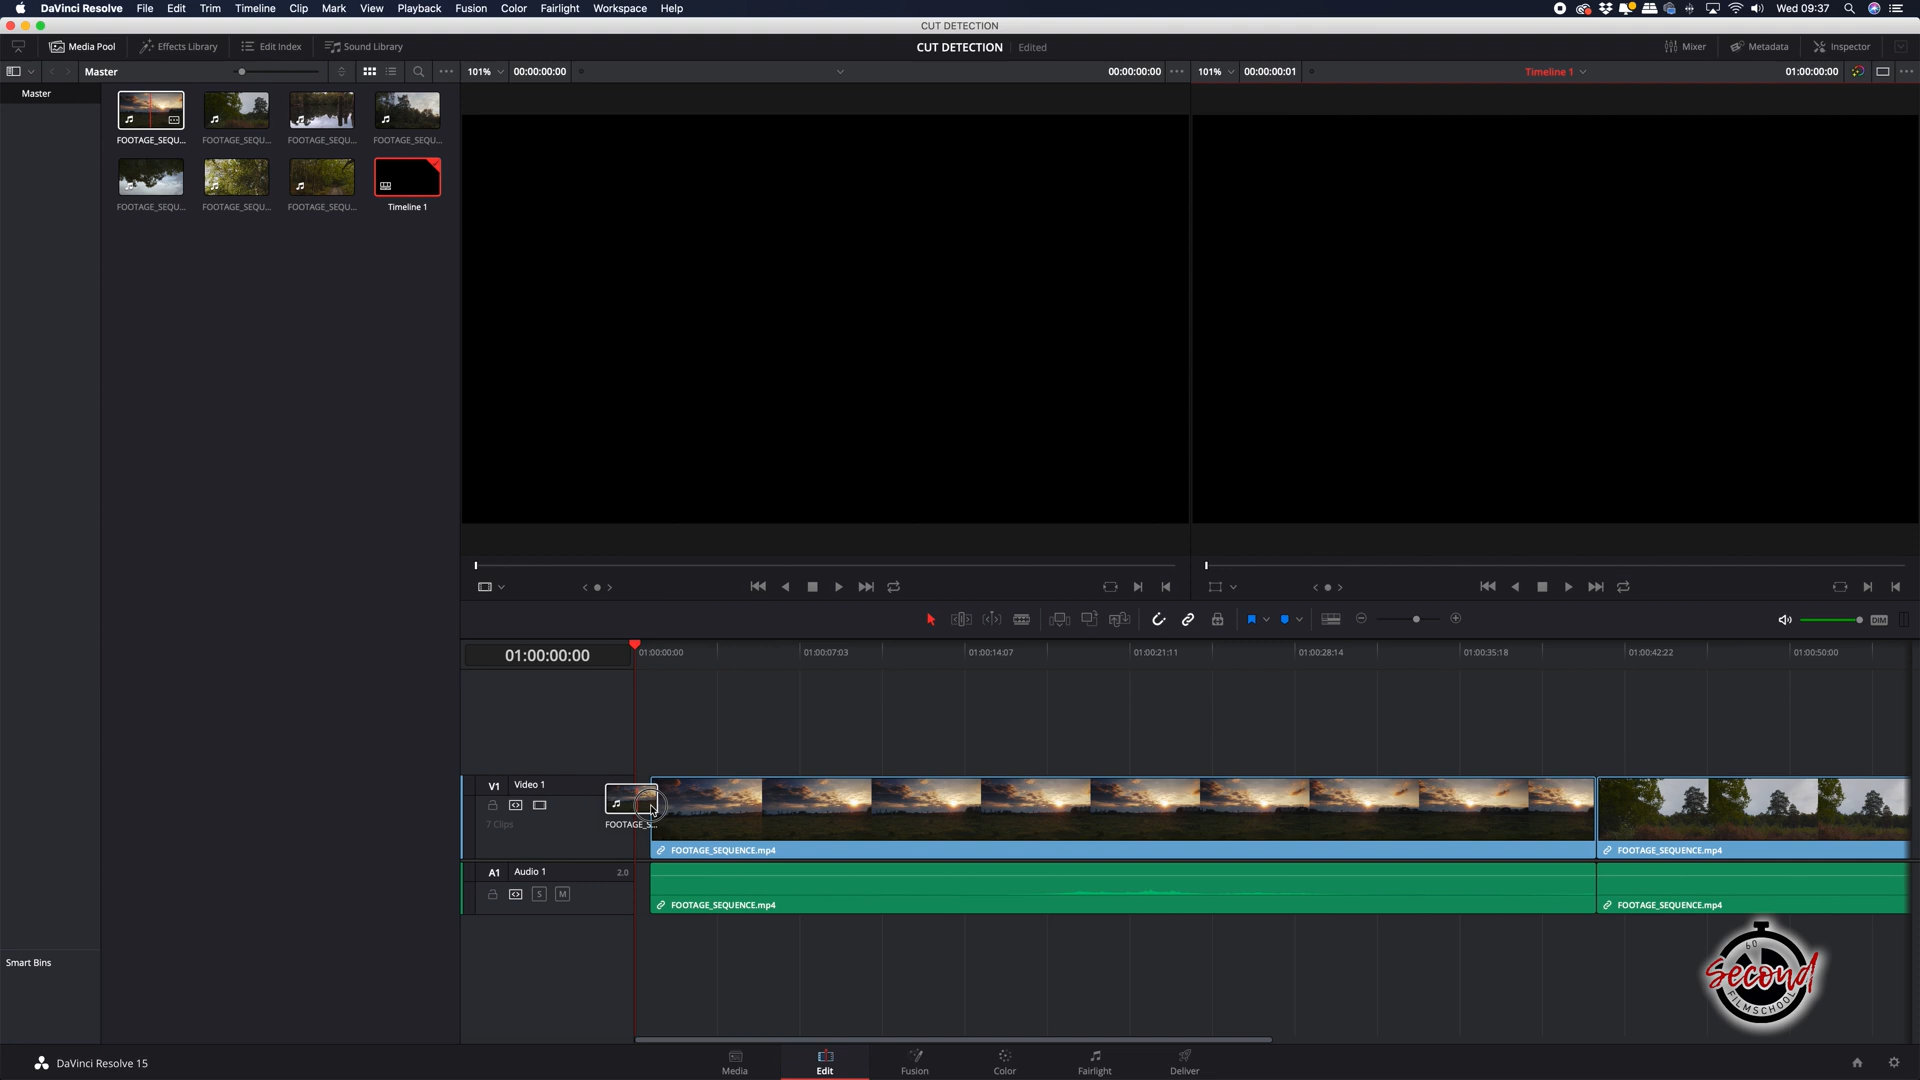 DaVinci Resolve File Edit Trim Timeline Clip Mark View Playback Fusion Color Fairlight Workspace Help Wed 09:37
CUT DETECTION
Media Pool Effects Library Edit Index Sound Library CUT DETECTION Edited Mixer Metadata Inspector
Master 101% 00:00:00:00 00:00:00:00 101% 00:00:00:01 Timeline 1 01:00:00:00
Master
FOOTAGE_SEQU... FOOTAGE_SEQU... FOOTAGE_SEQU... FOOTAGE_SEQU...
FOOTAGE_SEQU... FOOTAGE_SEQU... FOOTAGE_SEQU... Timeline 1
DIM
01:00:00:00 01:00:00:00 01:00:07:03 01:00:14:07 01:00:21:11 01:00:28:14 01:00:35:18 01:00:42:22 01:00:50:00
V1 Video 1
7 Clips
FOOTAGE_S...
FOOTAGE_SEQUENCE.mp4 FOOTAGE_SEQUENCE.mp4
A1 Audio 1 2.0
S M
FOOTAGE_SEQUENCE.mp4 FOOTAGE_SEQUENCE.mp4
60
Second
FILMSCHOOL
Smart Bins
DaVinci Resolve 15
Media Edit Fusion Color Fairlight Deliver